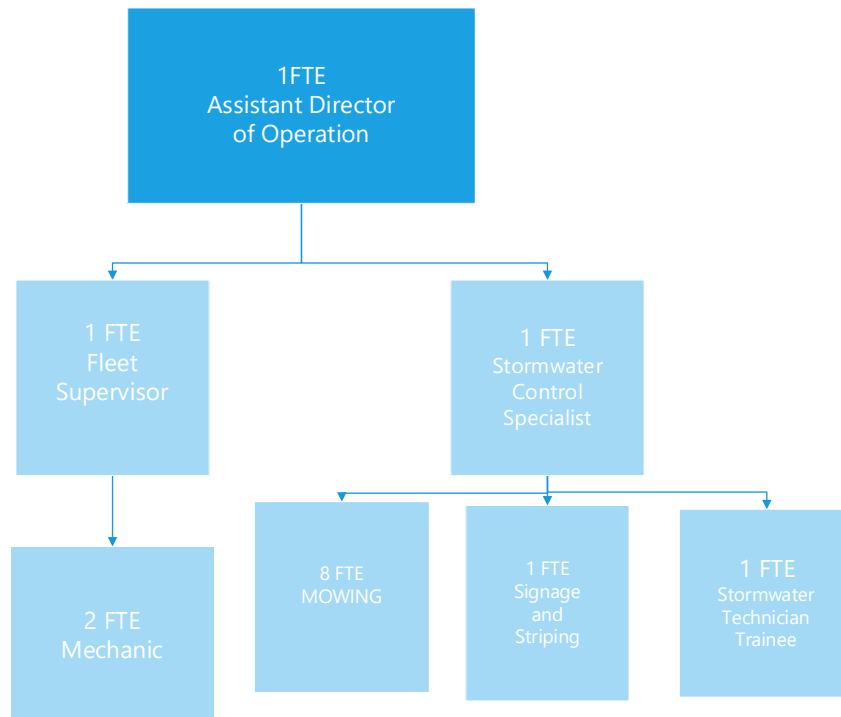 1FTE
Assistant Director
of Operation
1 FTE
Fleet
Supervisor
1 FTE
Stormwater
Control
Specialist
2 FTE
Mechanic
8 FTE
MOWING
1 FTE
Signage
and
Striping
1 FTE
Stormwater
Technician
Trainee